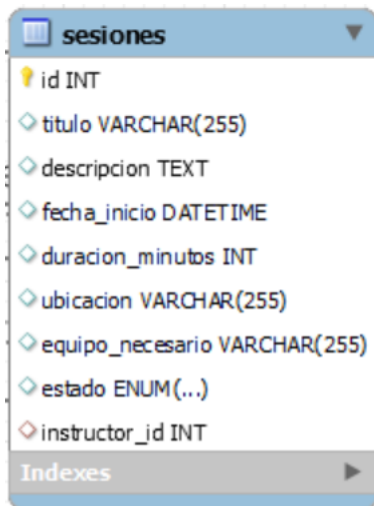 sesiones
id INT
titulo VARCHAR(255)
descripcion TEXT
fecha_inicio DATETIME
duracion_minutos INT
ubicacion VARCHAR(255)
equipo_necesario VARCHAR(255)
estado ENUM(...)
instructor_id INT
Indexes